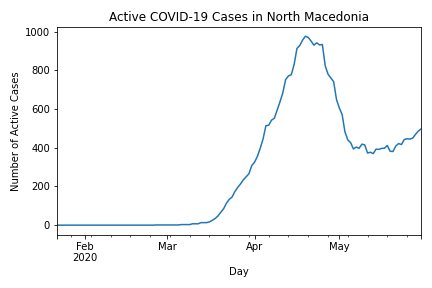 Active COVID-19 Cases in North Macedonia
1000
800
600
400
200
0
Number of Active Cases
Feb
2020
Mar
Apr
May
Day